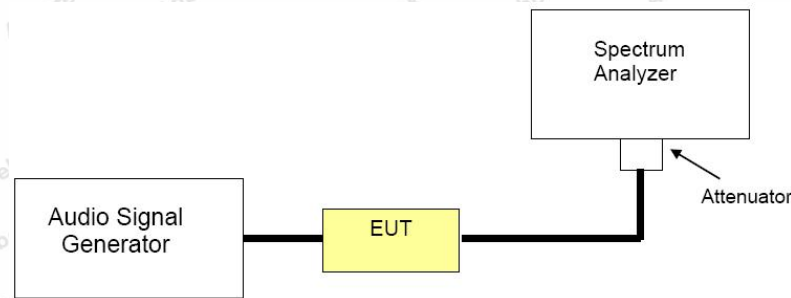 Spectrum
Analyzer
Attenuator
Audio Signal
Generator
EUT